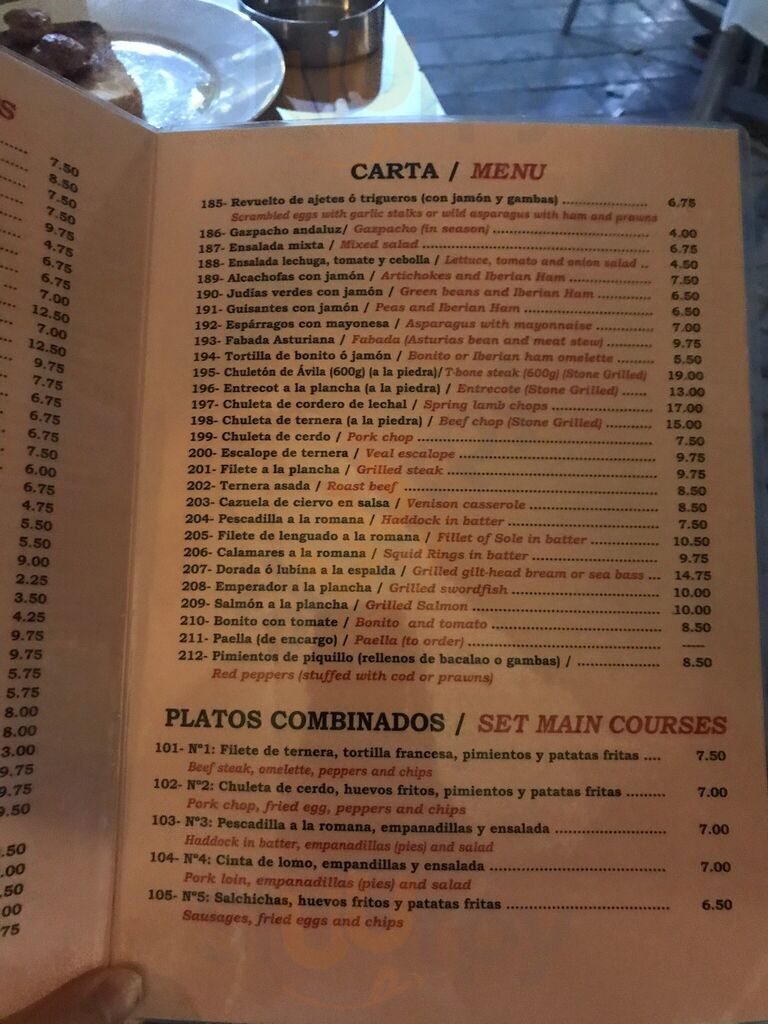 S
7.50
8.50
7.50
7.50
9.75
4.75
6.75
6.75
7.00
12.50
7.00
12.50
9.75
7.75
6.75
6.75
6.75
7.50
6.00
6.75
4.75
5.50
5.50
9.00
2.25
3.50
4.25
9.75
9.75
5.75
5.75
8.00
8.00
3.00
9.75
9.75
9.50
.50
.00
.50
00
75
CARTA / MENU
185- Revuelto de ajetes ó trigueros (con jamón y gambas) .................... 6.75
Scrambled eggs with garlic stalks or wild asparagus with ham and prawns
186- Gazpacho andaluz/ Gazpacho (in season) .................... 4.00
187- Ensalada mixta / Mixed salad .................... 6.75
188- Ensalada lechuga, tomate y cebolla / Lettuce, tomato and onion salad .. 4.50
189- Alcachofas con jamón / Artichokes and Iberian Ham .................... 7.50
190- Judías verdes con jamón / Green beans and Iberian Ham .................... 6.50
191- Guisantes con jamón / Peas and Iberian Ham .................... 6.50
192- Espárragos con mayonesa / Asparagus with mayonnaise .................... 7.00
193- Fabada Asturiana / Fabada (Asturias bean and meat stew) .................... 9.75
194- Tortilla de bonito ó jamón / Bonito or Iberian ham omelette .................... 5.50
195- Chuletón de Ávila (600g) (a la piedra)/ T-bone steak (600g) (Stone Grilled) 19.00
196- Entrecot a la plancha (a la piedra) / Entrecote (Stone Grilled) ...... 13.00
197- Chuleta de cordero de lechal / Spring lamb chops .................... 17.00
198- Chuleta de ternera (a la piedra) / Beef chop (Stone Grilled) .................... 15.00
199- Chuleta de cerdo / Pork chop .................... 7.50
200- Escalope de ternera / Veal escalope .................... 9.75
201- Filete a la plancha / Grilled steak .................... 9.75
202- Ternera asada / Roast beef .................... 8.50
203- Cazuela de ciervo en salsa / Venison casserole .................... 8.50
204- Pescadilla a la romana / Haddock in batter .................... 7.50
205- Filete de lenguado a la romana / Fillet of Sole in batter .................... 10.50
206- Calamares a la romana / Squid Rings in batter .................... 9.75
207- Dorada ó lubina a la espalda / Grilled gilt-head bream or sea bass ... 14.75
208- Emperador a la plancha / Grilled swordfish .................... 10.00
209- Salmón a la plancha / Grilled Salmon .................... 10.00
210- Bonito con tomate / Bonito and tomato .................... 8.50
211- Paella (de encargo) / Paella (to order) .................... -----
212- Pimientos de piquillo (rellenos de bacalao o gambas) / .................... 8.50
Red peppers (stuffed with cod or prawns)
PLATOS COMBINADOS / SET MAIN COURSES
101- Nº1: Filete de ternera, tortilla francesa, pimientos y patatas fritas .... 7.50
Beef steak, omelette, peppers and chips
102- Nº2: Chuleta de cerdo, huevos fritos, pimientos y patatas fritas ......... 7.00
Pork chop, fried egg, peppers and chips
103- Nº3: Pescadilla a la romana, empanadillas y ensalada .................... 7.00
Haddock in batter, empanadillas (pies) and salad
104- Nº4: Cinta de lomo, empandillas y ensalada .................... 7.00
Pork loin, empanadillas (pies) and salad
105- Nº5: Salchichas, huevos fritos y patatas fritas .................... 6.50
Sausages, fried eggs and chips